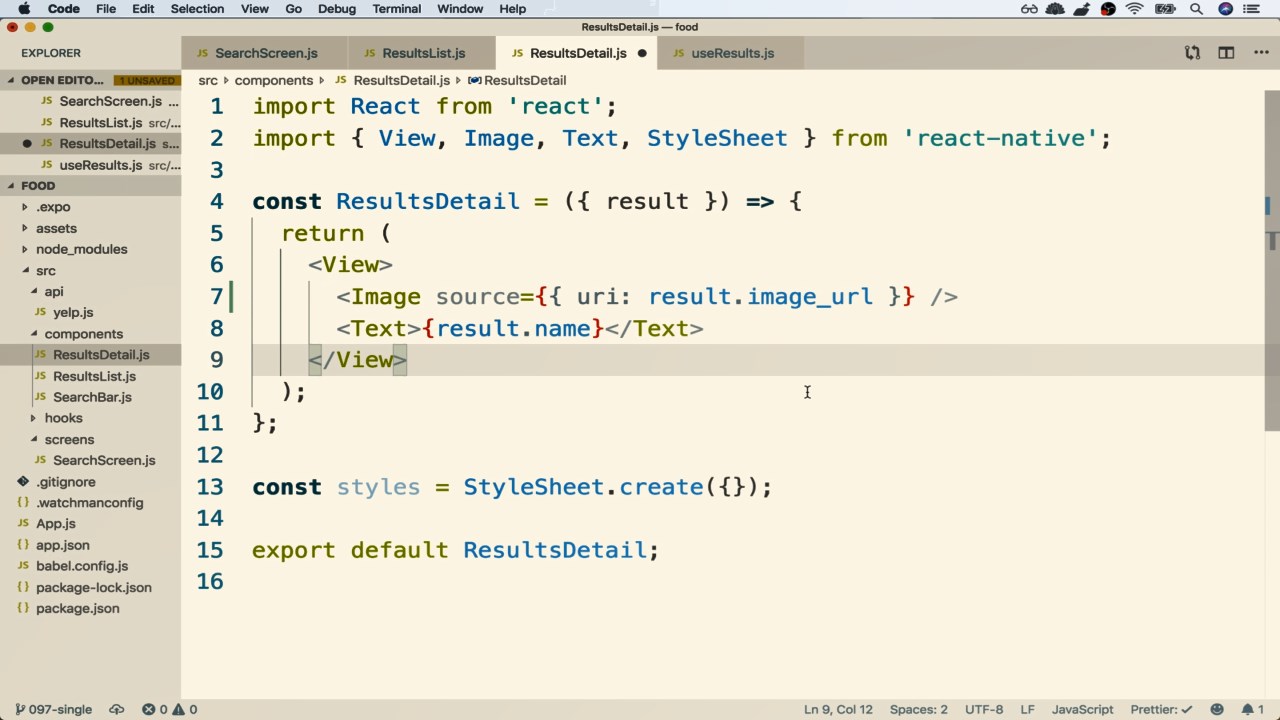 Code File Edit Selection View Go Debug Terminal Window Help
ResultsDetail.js — food
EXPLORER
JS SearchScreen.js
JS ResultsList.js
JS ResultsDetail.js
JS useResults.js
OPEN EDITO... 1 UNSAVED
JS SearchScreen.js ...
JS ResultsList.js src/...
JS ResultsDetail.js s...
JS useResults.js src/...
FOOD
.expo
assets
node_modules
src
api
JS yelp.js
components
JS ResultsDetail.js
JS ResultsList.js
JS SearchBar.js
hooks
screens
JS SearchScreen.js
.gitignore
{} .watchmanconfig
JS App.js
{} app.json
JS babel.config.js
{} package-lock.json
{} package.json
src components JS ResultsDetail.js ResultsDetail
1 import React from 'react';
2 import { View, Image, Text, StyleSheet } from 'react-native';
3
4 const ResultsDetail = ({ result }) => {
5 return (
6 <View>
7 <Image source={{ uri: result.image_url }} />
8 <Text>{result.name}</Text>
9 </View>
10 );
11 };
12
13 const styles = StyleSheet.create({});
14
15 export default ResultsDetail;
16
097-single 0 0 Ln 9, Col 12 Spaces: 2 UTF-8 LF JavaScript Prettier: 1